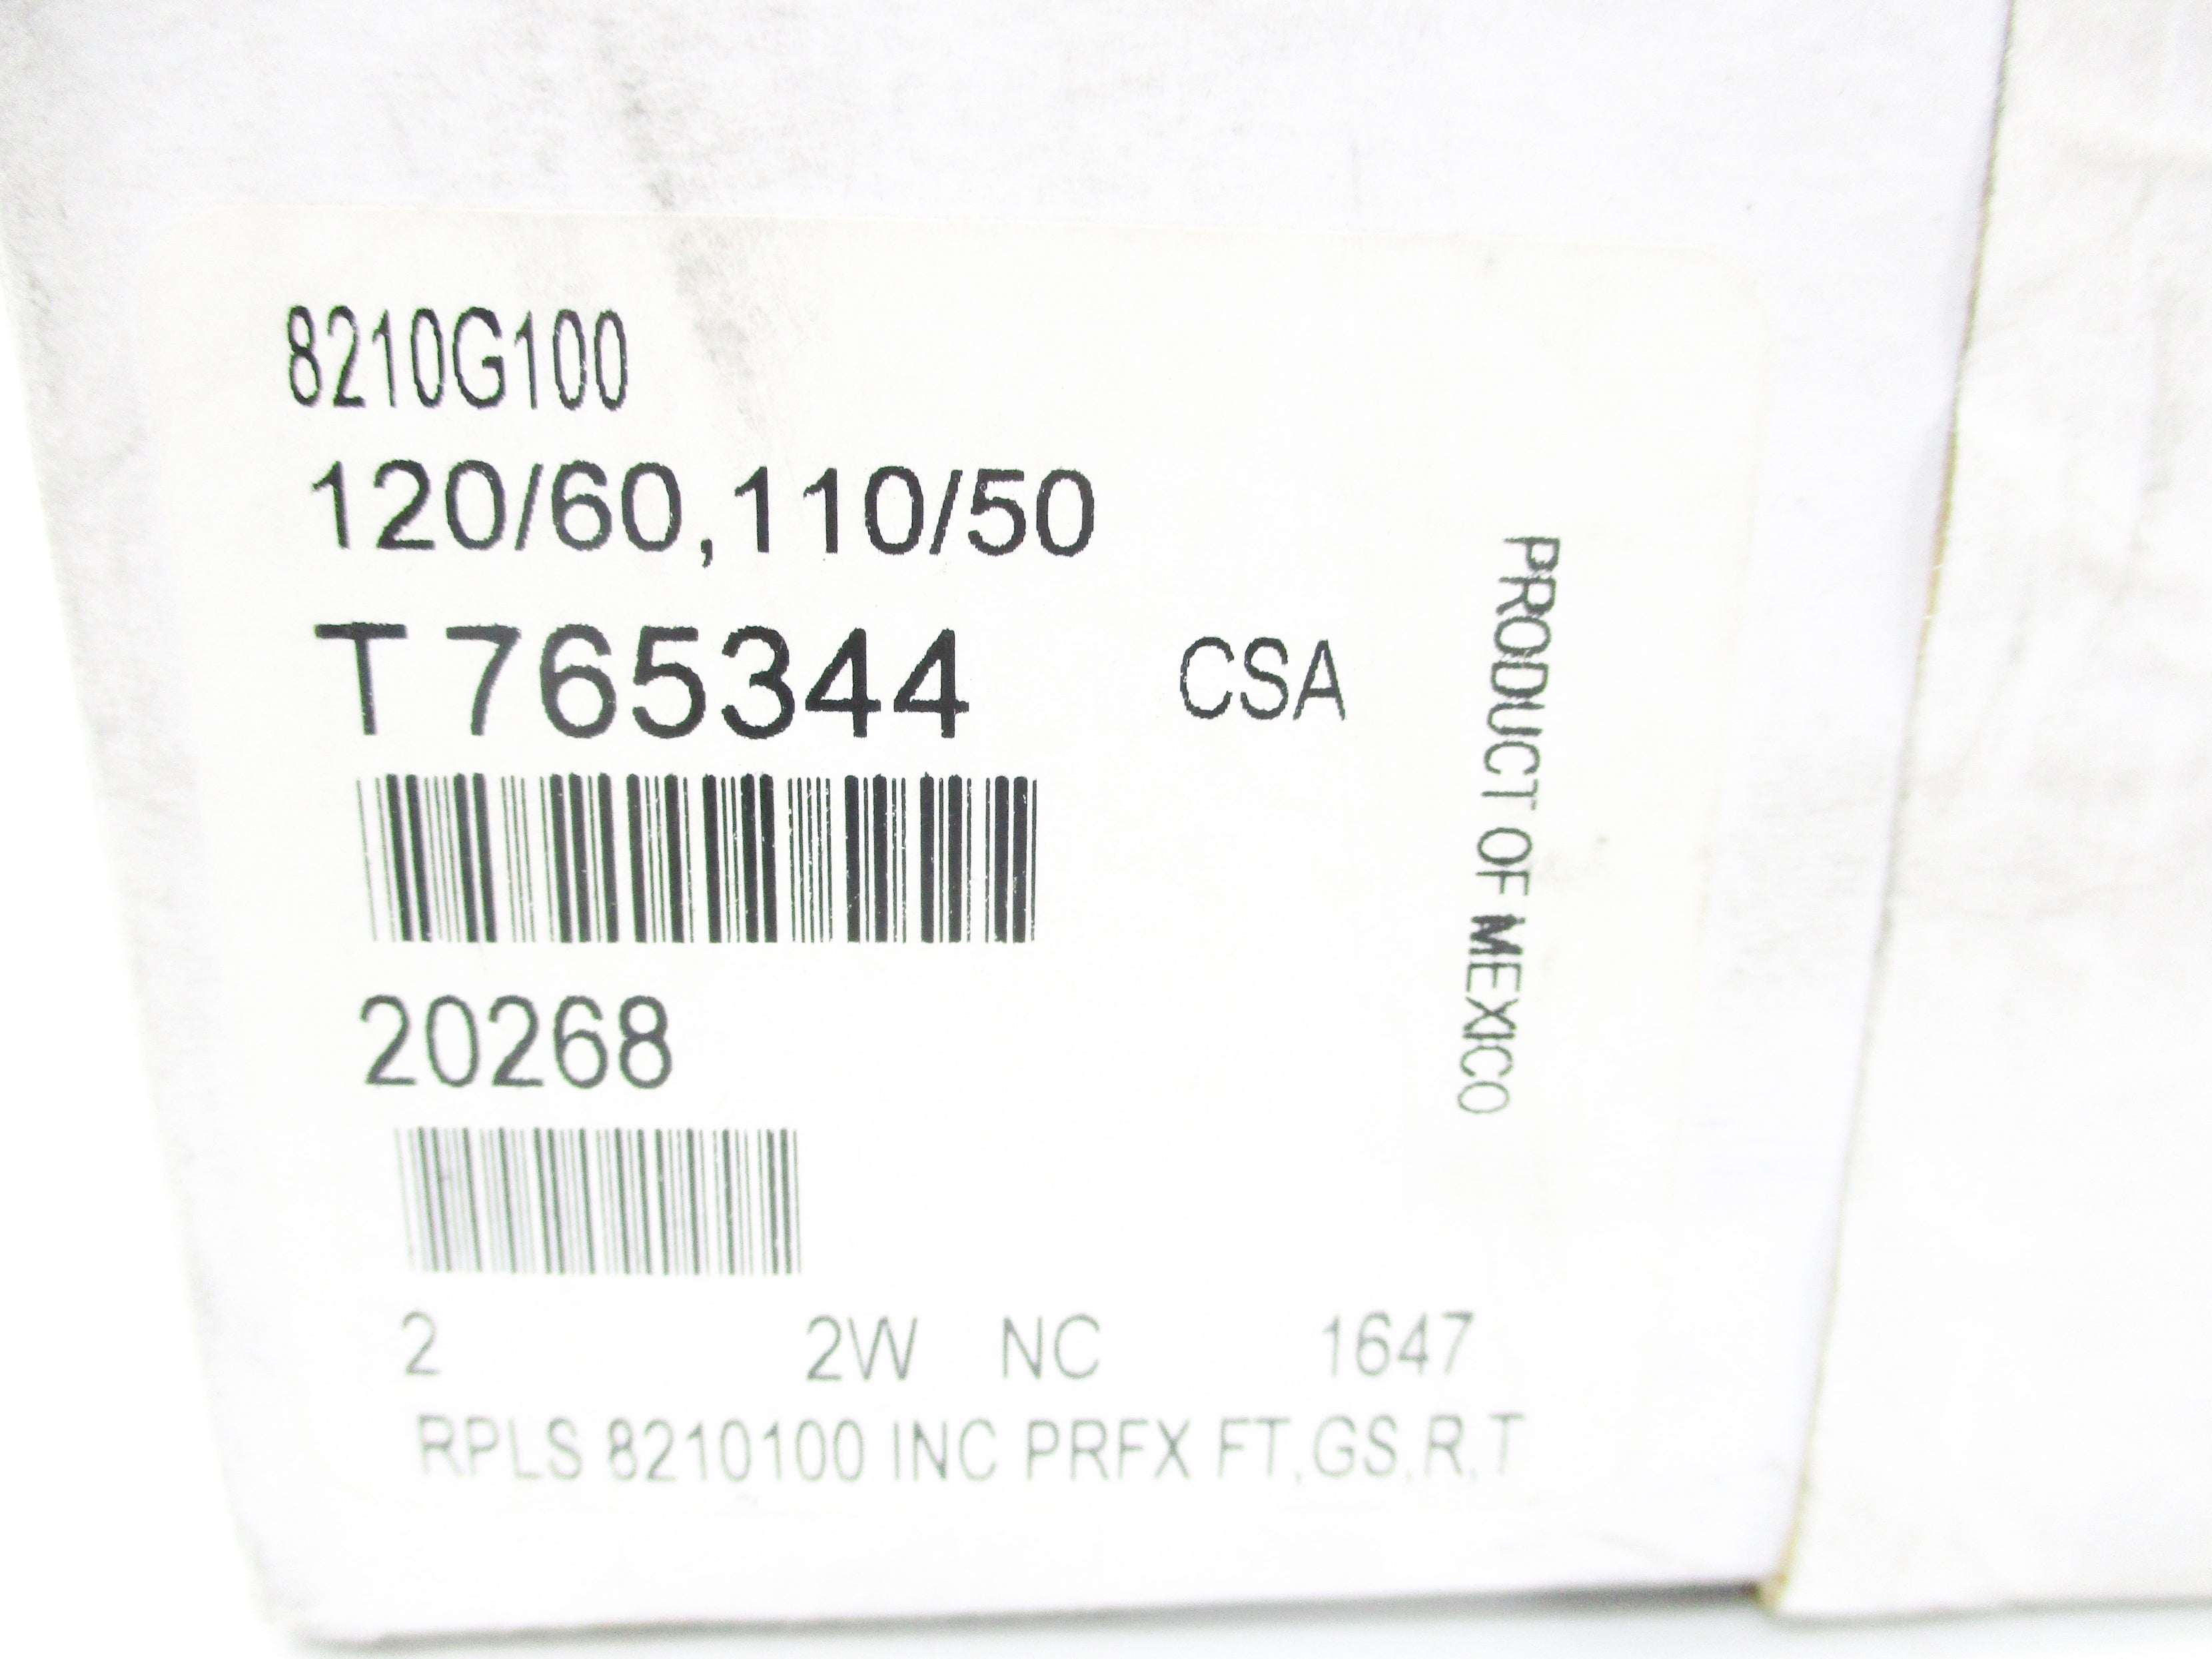 8210G100
120/60,110/50
T765344 CSA
20268
2 2W NC 1647
RPLS 8210100 INC PRFX FT,GS,R,T
PRODUCT OF MEXICO